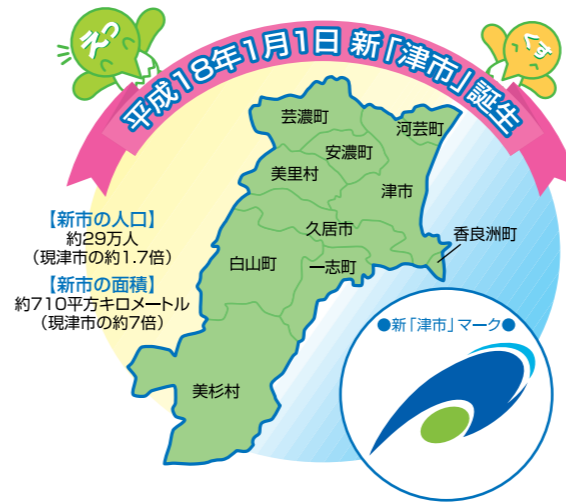 えっ
くす
平成18年1月1日 新「津市」誕生
芸濃町
河芸町
安濃町
美里村
津市
【新市の人口】
約29万人
（現津市の約1.7倍）
【新市の面積】
約710平方キロメートル
（現津市の約7倍）
久居市
香良洲町
白山町
一志町
美杉村
●新「津市」マーク●